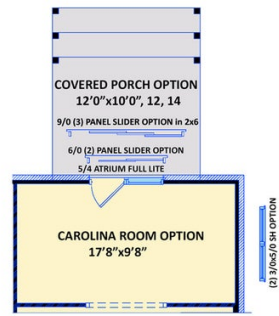 COVERED PORCH OPTION
12'0"x10'0", 12, 14
9/0 (3) PANEL SLIDER OPTION in 2x6
6/0 (2) PANEL SLIDER OPTION
5/4 ATRIUM FULL LITE
CAROLINA ROOM OPTION
17'8"x9'8"
(2) 3/0x5/0 SH OPTION